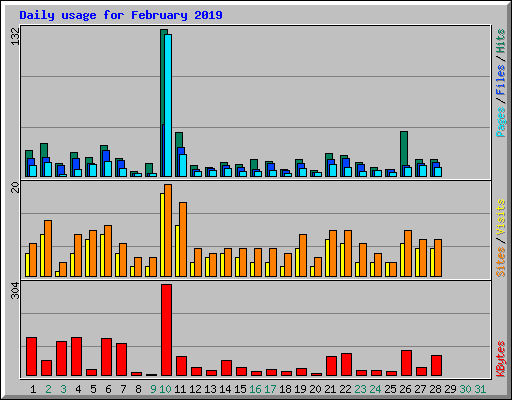 Daily usage for February 2019
132
Pages / Files / Hits
20
Sites / Visits
304
KBytes
1 2 3 4 5 6 7 8 9 10 11 12 13 14 15 16 17 18 19 20 21 22 23 24 25 26 27 28 29 30 31